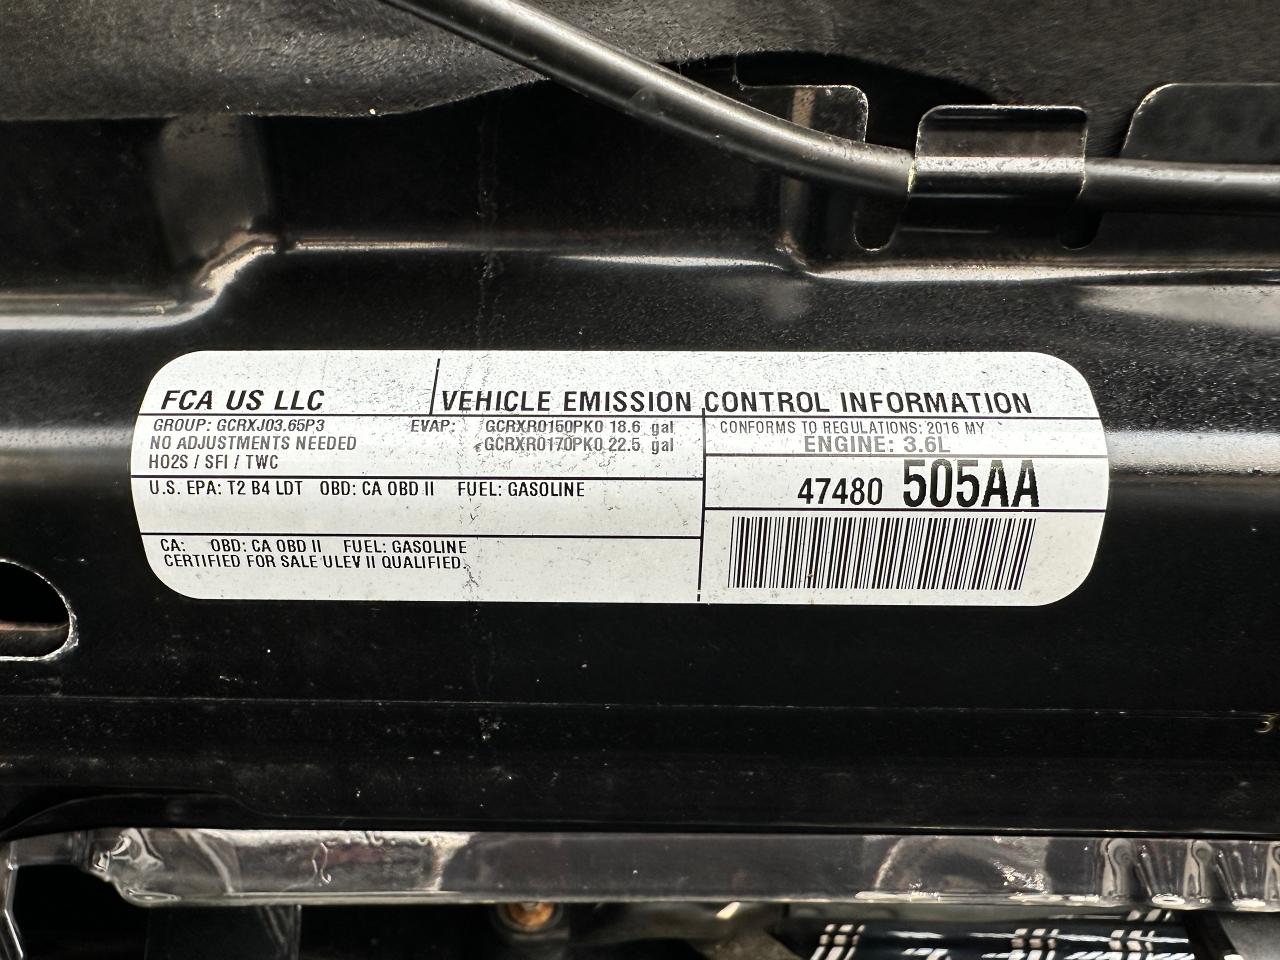 FCA US LLC
VEHICLE EMISSION CONTROL INFORMATION
GROUP: GCRXJ03.65P3
EVAP: GCRXR0150PK0 18.6 gal
GCRXR0170PK0 22.5 gal
NO ADJUSTMENTS NEEDED
HO2S / SFI / TWC
CONFORMS TO REGULATIONS: 2016 MY
ENGINE: 3.6L
47480 505AA
U.S. EPA: T2 B4 LDT OBD: CA OBD II FUEL: GASOLINE
CA: OBD: CA OBD II FUEL: GASOLINE
CERTIFIED FOR SALE ULEV II QUALIFIED.